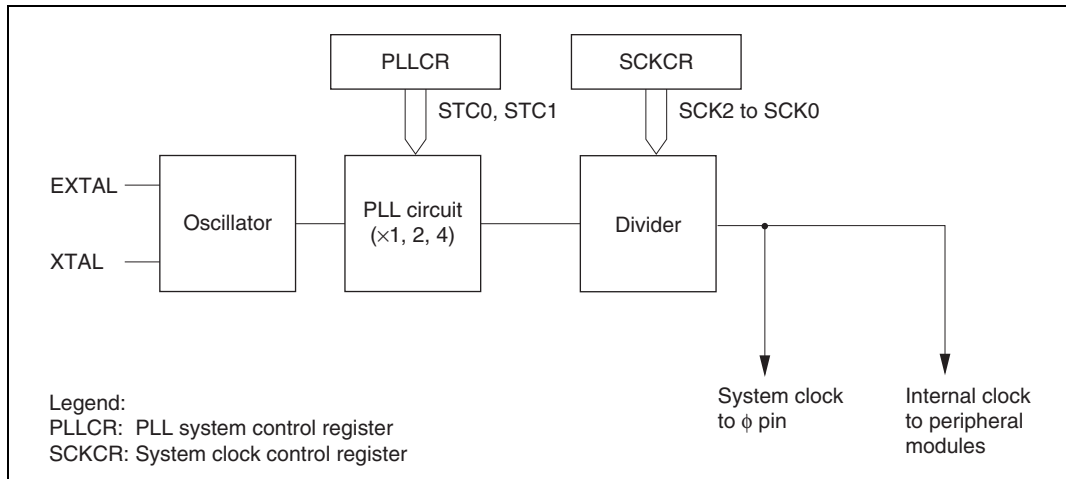 PLLCR
SCKCR
STC0, STC1
SCK2 to SCK0
EXTAL
XTAL
Oscillator
PLL circuit
(×1, 2, 4)
Divider
System clock
to ϕ pin
Internal clock
to peripheral
modules
Legend:
PLLCR: PLL system control register
SCKCR: System clock control register